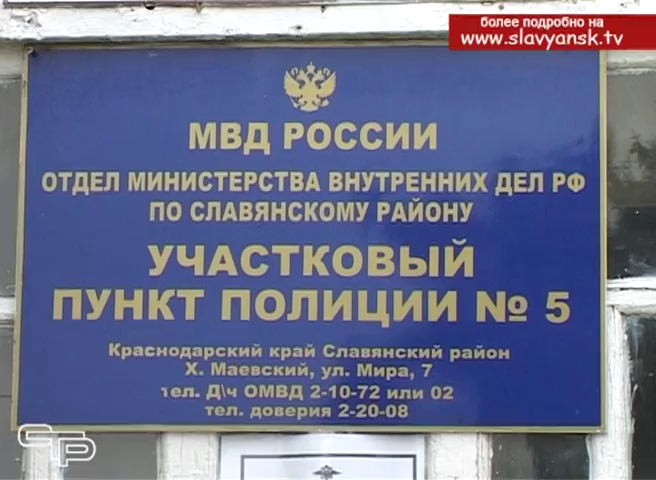 более подробно на
www.slavyansk.tv
МВД РОССИИ
ОТДЕЛ МИНИСТЕРСТВА ВНУТРЕННИХ ДЕЛ РФ
ПО СЛАВЯНСКОМУ РАЙОНУ
УЧАСТКОВЫЙ
ПУНКТ ПОЛИЦИИ № 5
Краснодарский край Славянский район
Х. Маевский, ул. Мира, 7
тел. Д\ч ОМВД 2-10-72 или 02
тел. доверия 2-20-08
СТР